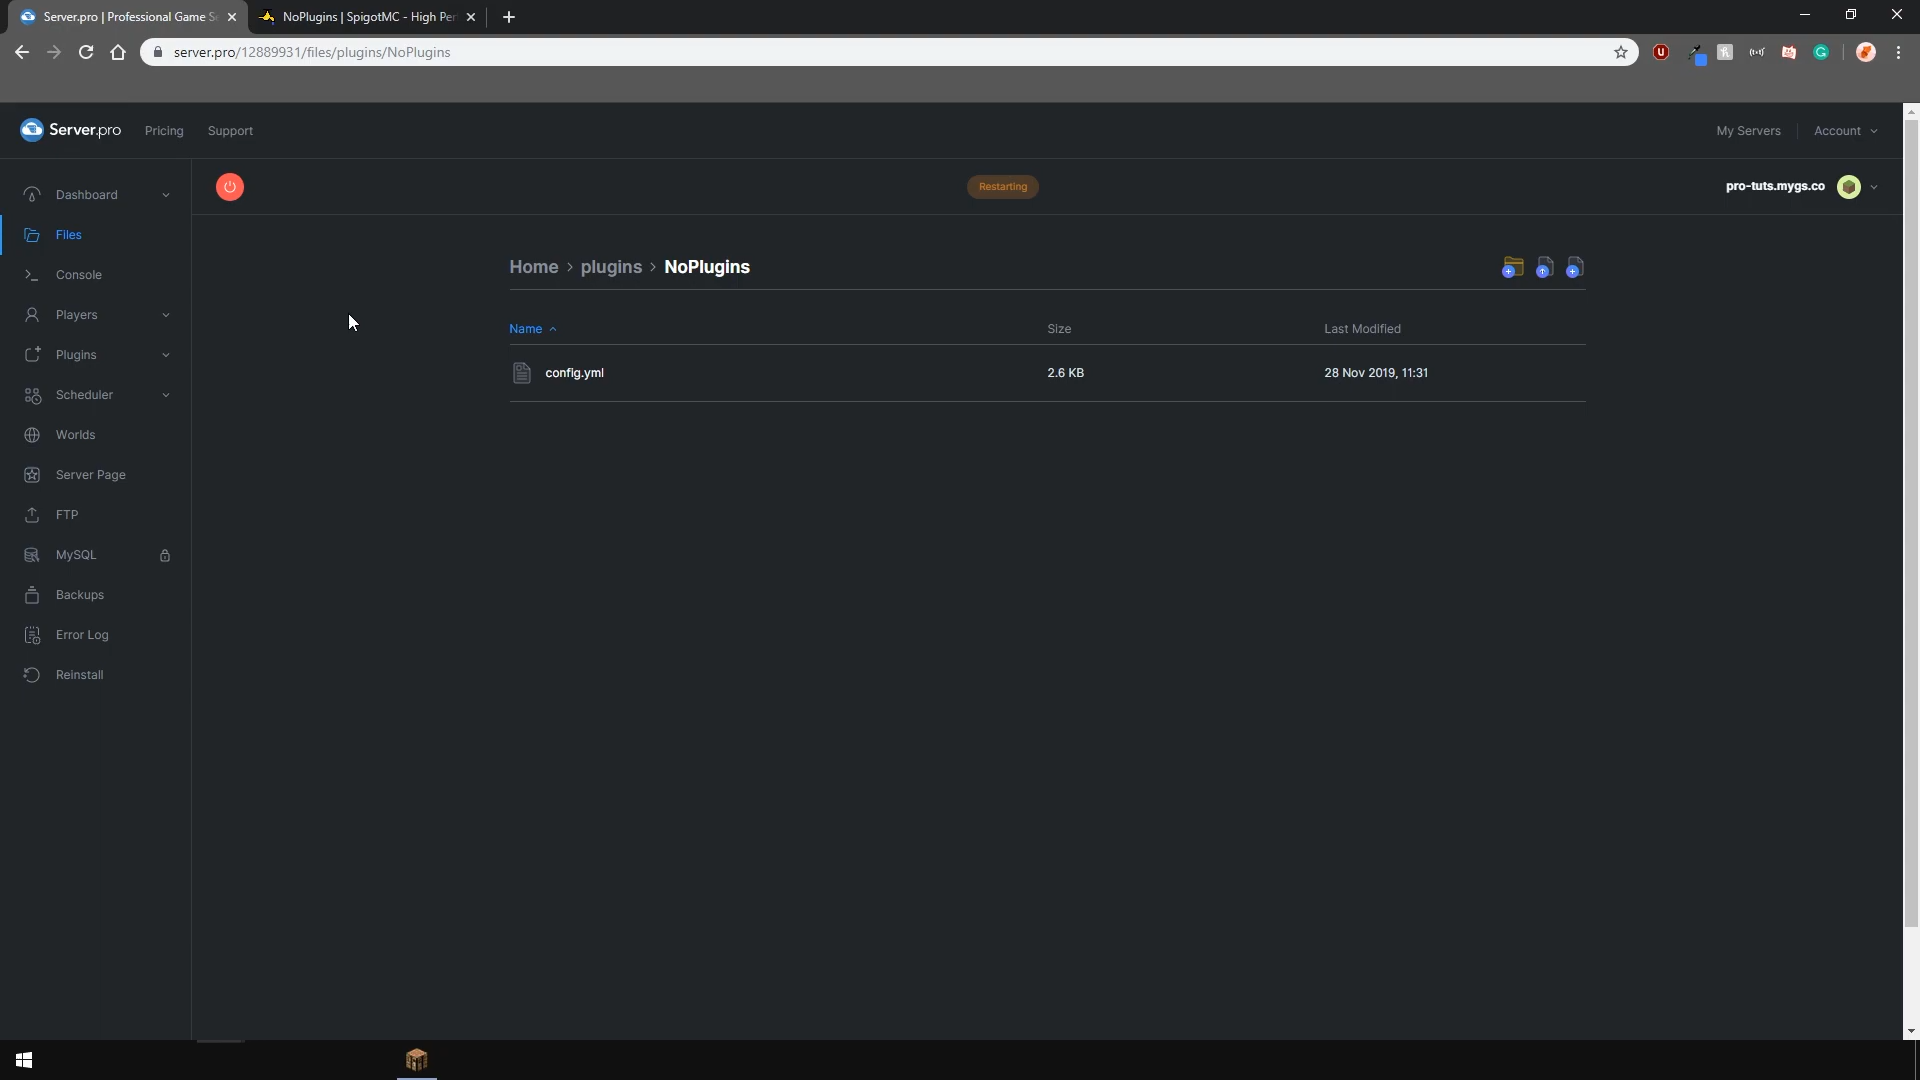 Server.pro | Professional Game S
NoPlugins | SpigotMC - High Per
server.pro/12889931/files/plugins/NoPlugins
Server.pro
Pricing
Support
My Servers
Account
Dashboard
Restarting
pro-tuts.mygs.co
Files
Console
Players
Plugins
Scheduler
Worlds
Server Page
FTP
MySQL
Backups
Error Log
Reinstall
Home > plugins > NoPlugins
Name
Size
Last Modified
config.yml
2.6 KB
28 Nov 2019, 11:31